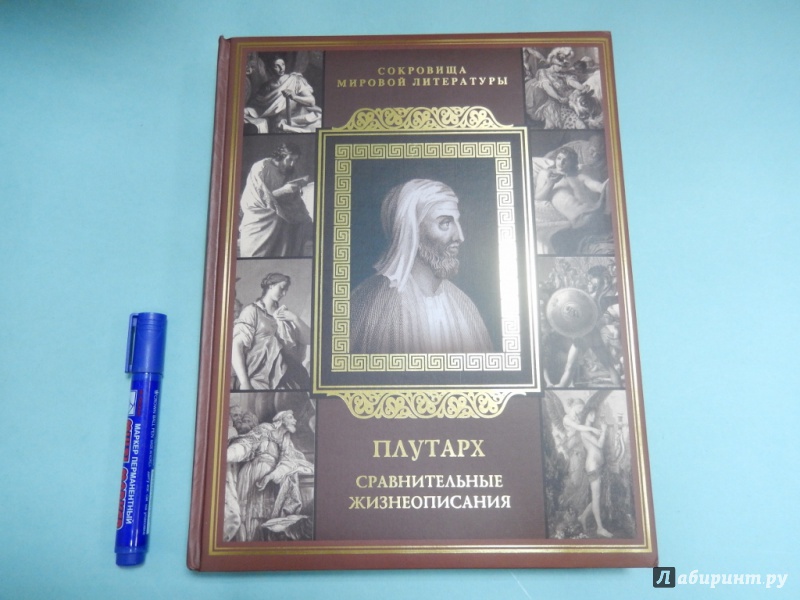 СОКРОВИЩА
МИРОВОЙ ЛИТЕРАТУРЫ
ПЛУТАРХ
СРАВНИТЕЛЬНЫЕ
ЖИЗНЕОПИСАНИЯ
МАРКЕР ПЕРМАНЕНТНЫЙ
Лабиринт.ру